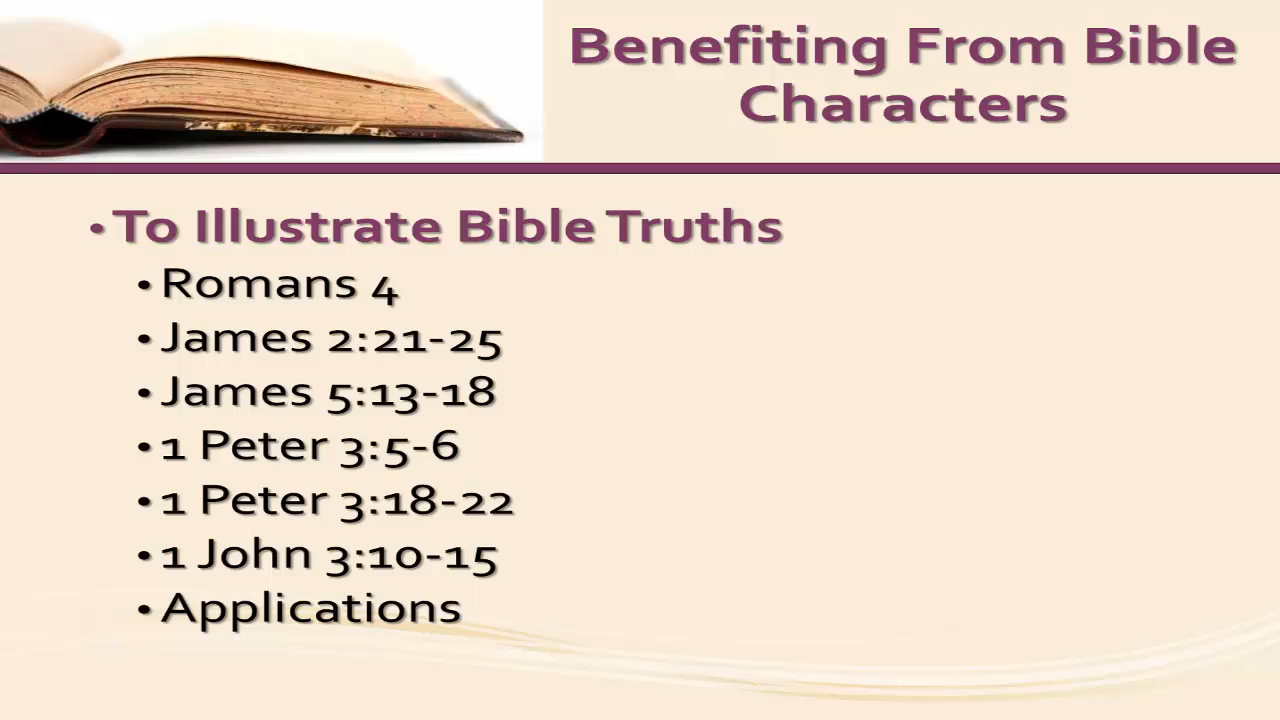 Benefiting From Bible
Characters
• To Illustrate Bible Truths
• Romans 4
• James 2:21-25
• James 5:13-18
• 1 Peter 3:5-6
• 1 Peter 3:18-22
• 1 John 3:10-15
• Applications